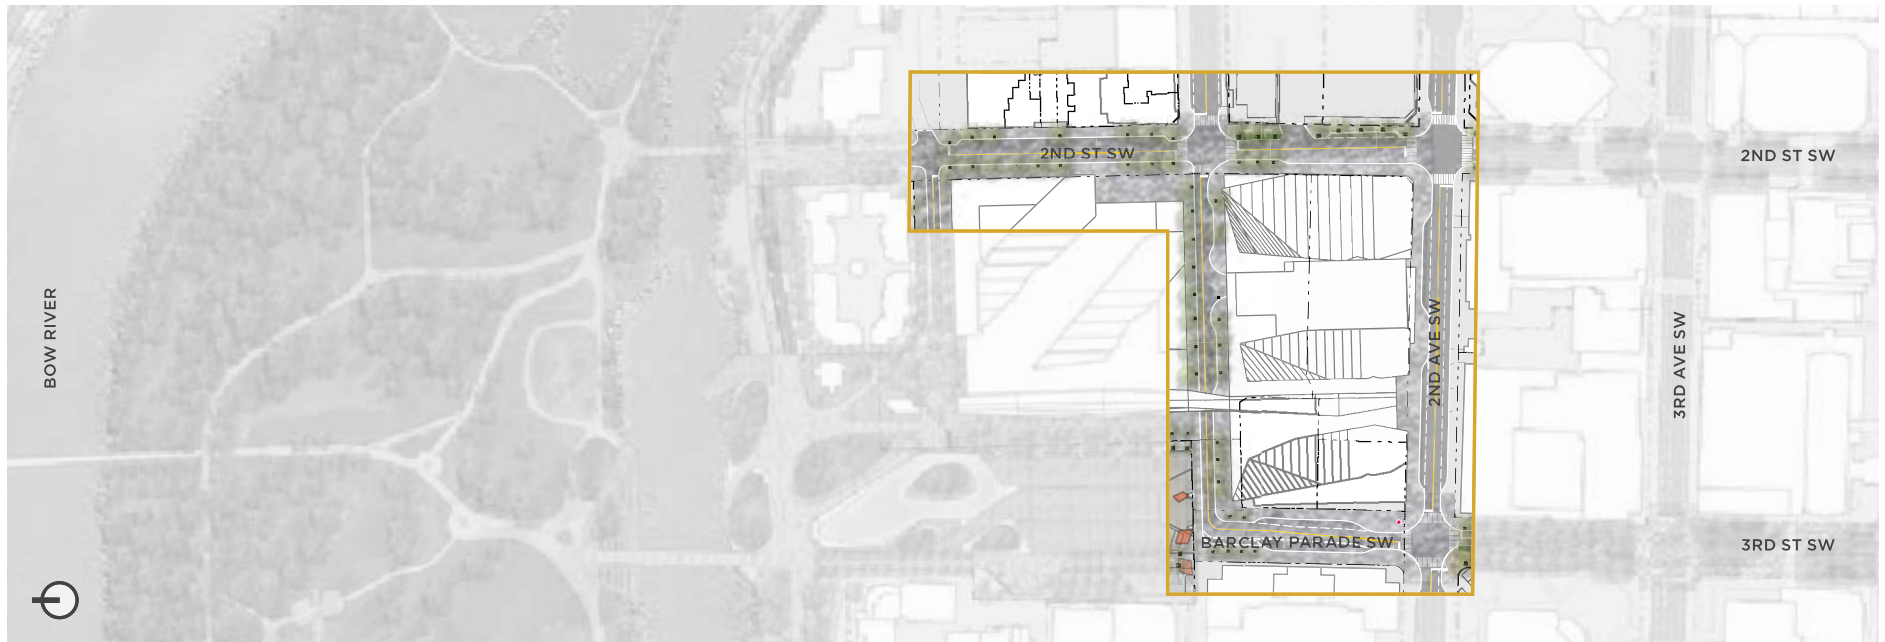 2ND ST SW
2ND ST SW
BOW RIVER
2ND AVE SW
3RD AVE SW
BARCLAY PARADE SW
3RD ST SW